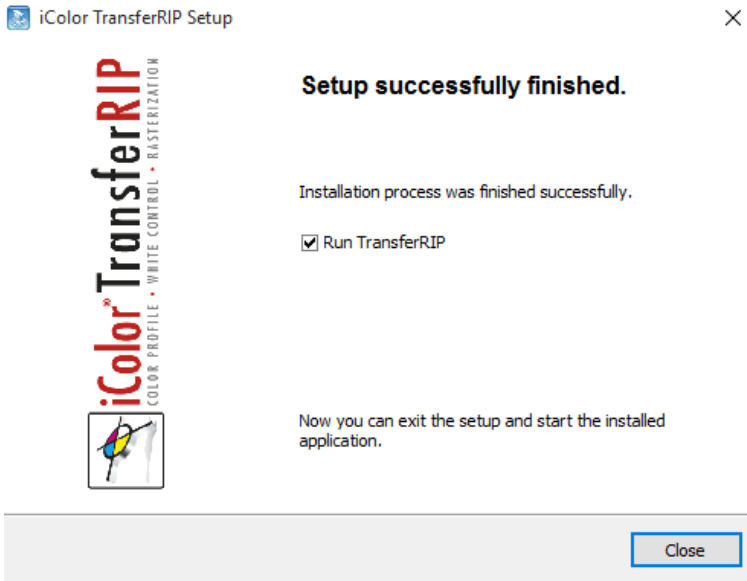 iColor TransferRIP Setup
iColor® TransferRIP
COLOR PROFILE • WHITE CONTROL • RASTERIZATION
Setup successfully finished.
Installation process was finished successfully.
Run TransferRIP
Now you can exit the setup and start the installed
application.
Close